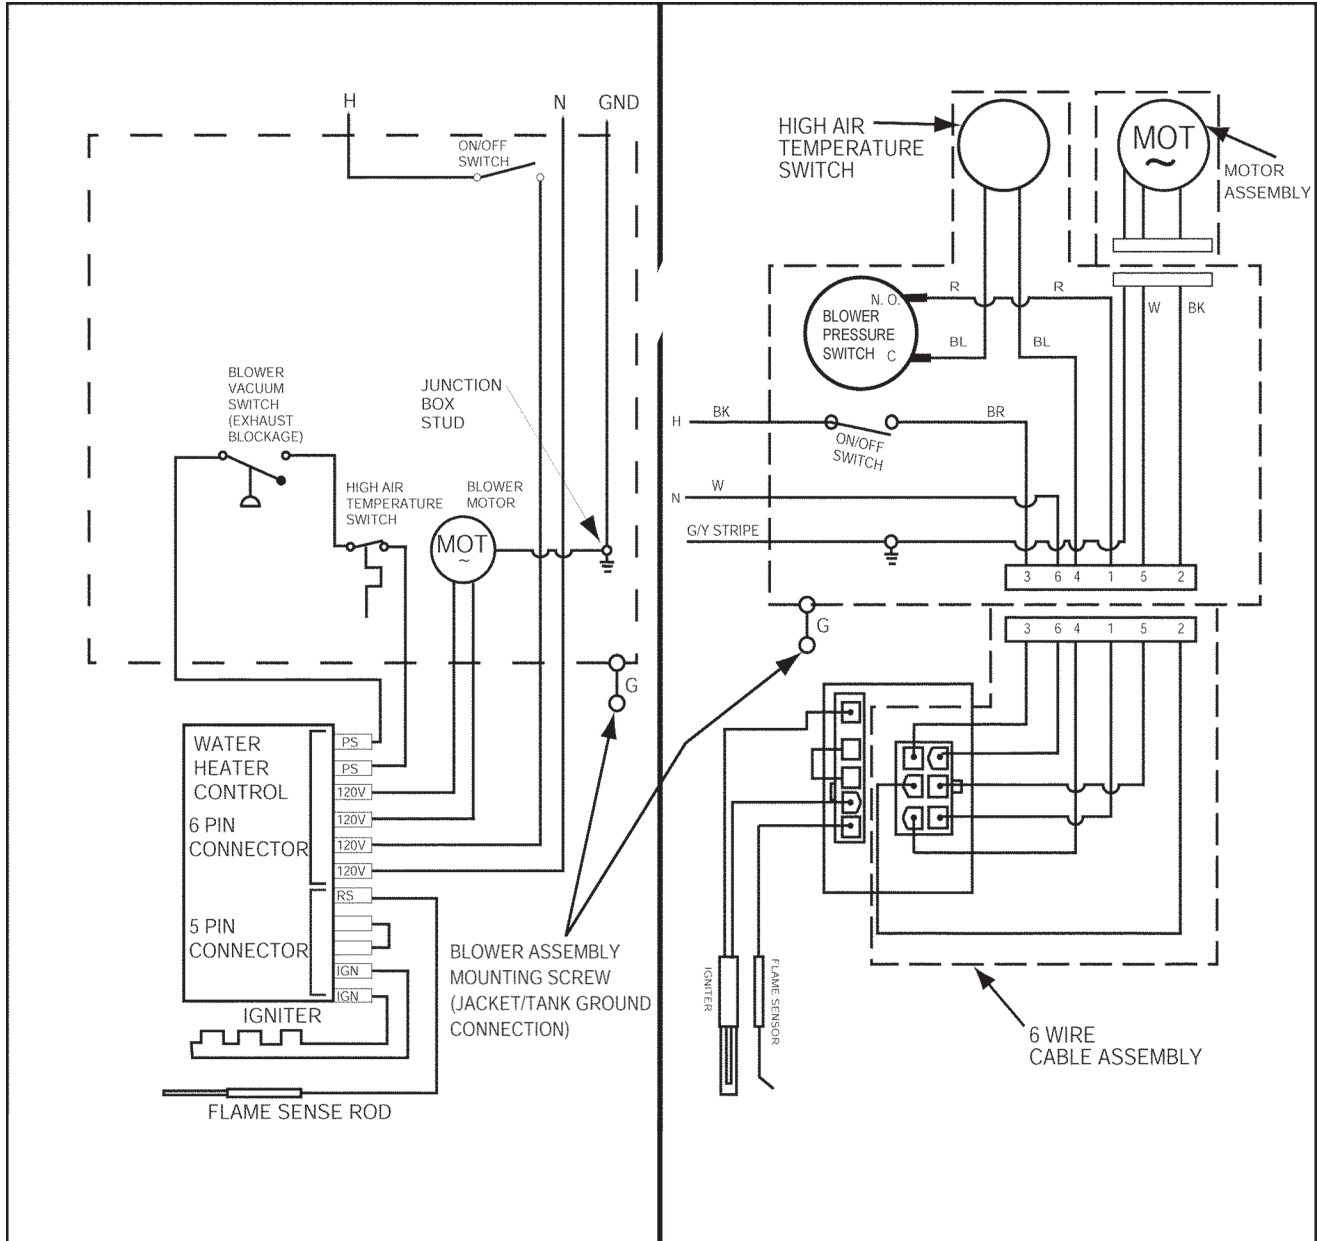 H
N
GND
ON/OFF
SWITCH
BLOWER
VACUUM
SWITCH
(EXHAUST
BLOCKAGE)
JUNCTION
BOX
STUD
HIGH AIR
TEMPERATURE
SWITCH
BLOWER
MOTOR
MOT
~
G
WATER
HEATER
CONTROL
6 PIN
CONNECTOR
5 PIN
CONNECTOR
PS
PS
120V
120V
120V
120V
RS
IGN
IGN
IGNITER
FLAME SENSE ROD
BLOWER ASSEMBLY
MOUNTING SCREW
(JACKET/TANK GROUND
CONNECTION)
HIGH AIR
TEMPERATURE
SWITCH
MOT
~
MOTOR
ASSEMBLY
N. O.
BLOWER
PRESSURE
SWITCH C
R
R
BL
BL
W
BK
H
BK
BR
ON/OFF
SWITCH
N
W
G/Y STRIPE
3 6 4 1 5 2
G
3 6 4 1 5 2
IGNITER
FLAME SENSOR
6 WIRE
CABLE ASSEMBLY